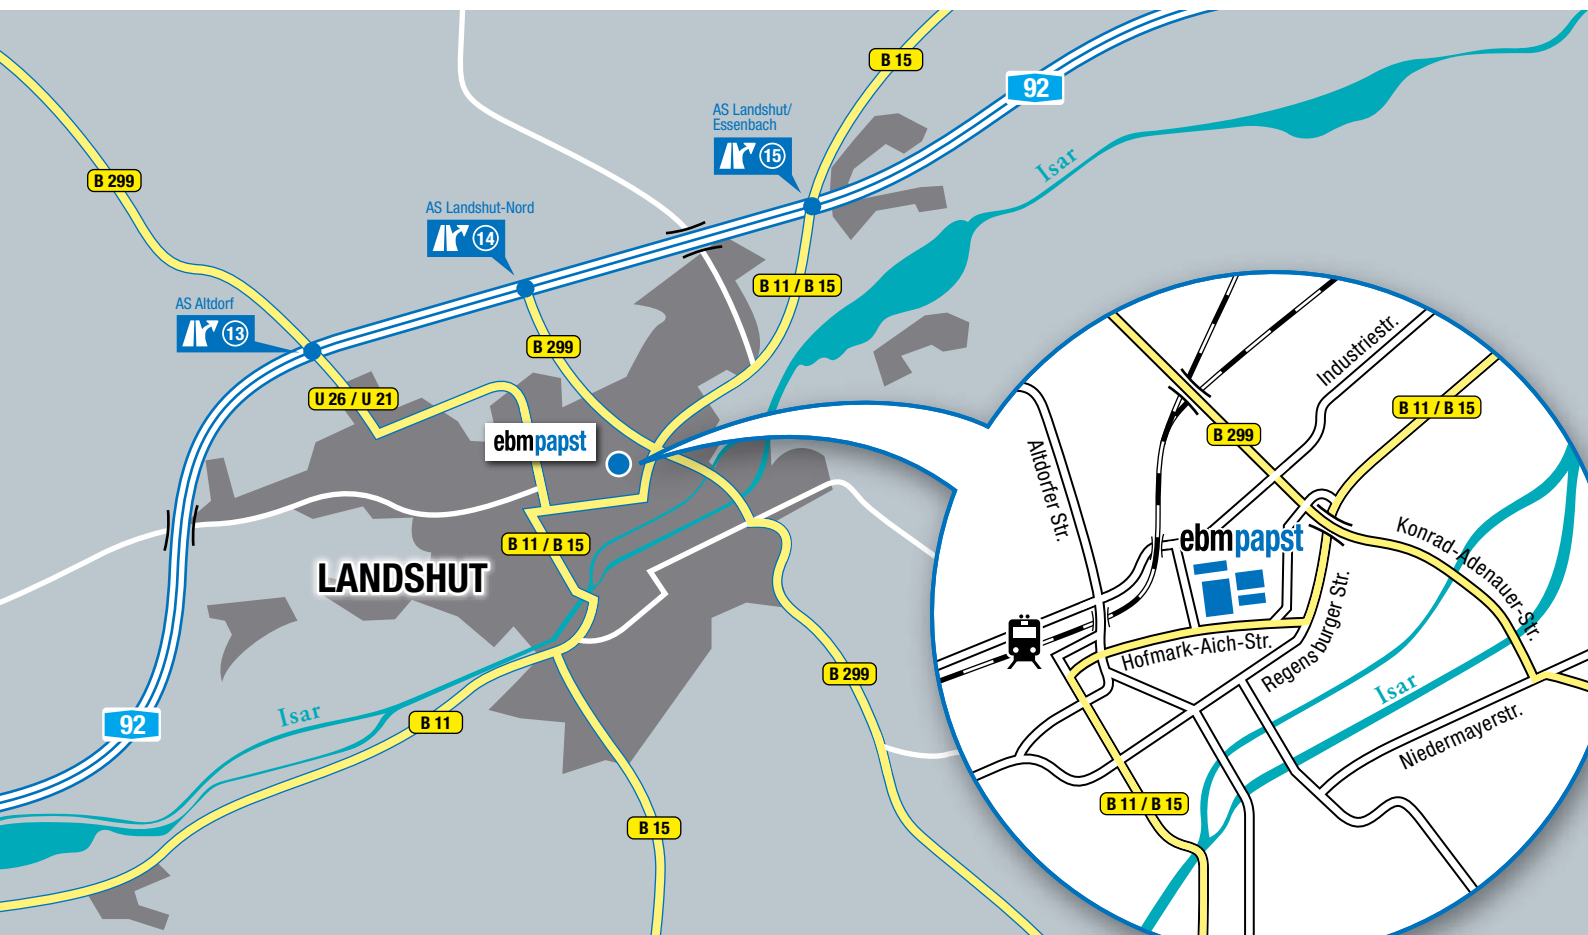 B 15
92
AS Landshut/
Essenbach
15
Isar
B 299
AS Landshut-Nord
14
B 11 / B 15
AS Altdorf
13
B 299
U 26 / U 21
ebmpapst
B 11 / B 15
LANDSHUT
B 299
Isar
B 11
92
B 15
Industriestr.
B 11 / B 15
B 299
Altdorfer Str.
ebmpapst
Konrad-Adenauer-Str.
Hofmark-Aich-Str.
Regensburger Str.
Isar
Niedermayerstr.
B 11 / B 15